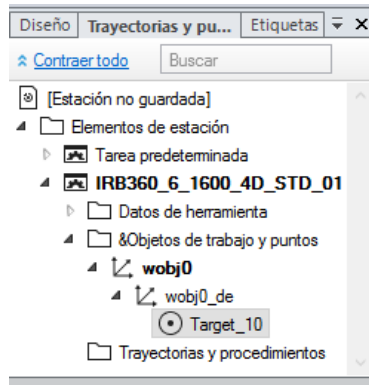 Diseño Trayectorias y pu... Etiquetas
Contraer todo Buscar
[Estación no guardada]
Elementos de estación
Tarea predeterminada
IRB360_6_1600_4D_STD_01
Datos de herramienta
&Objetos de trabajo y puntos
wobj0
wobj0_de
Target_10
Trayectorias y procedimientos